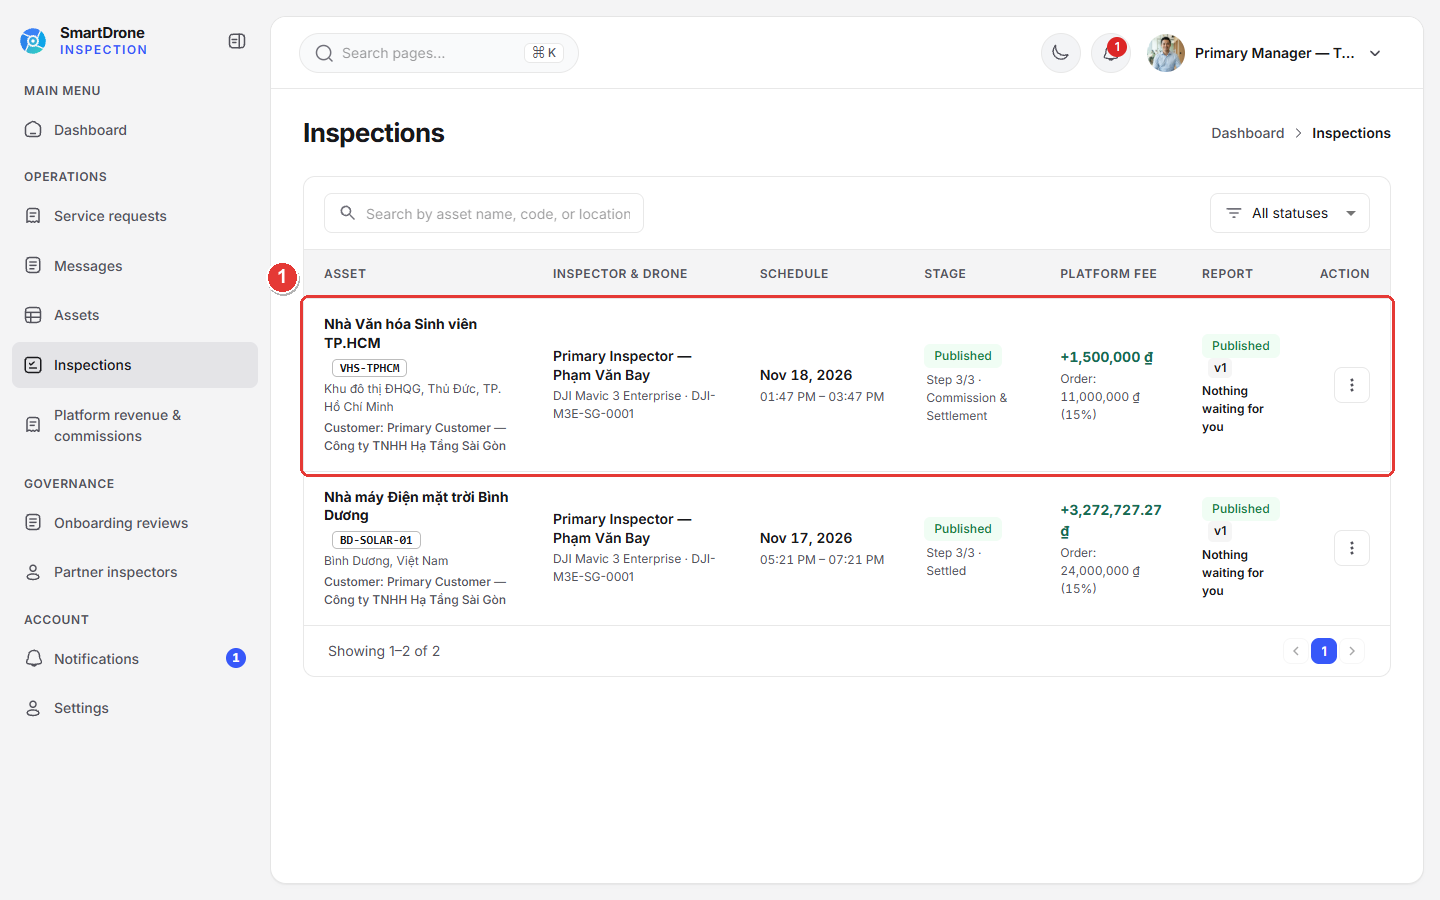 SmartDrone
INSPECTION
MAIN MENU
Dashboard
OPERATIONS
Service requests
Messages
Assets
Inspections
Platform revenue &
commissions
GOVERNANCE
Onboarding reviews
Partner inspectors
ACCOUNT
Notifications 1
Settings
Search pages... ⌘ K
1
Primary Manager — T...
Inspections
Dashboard > Inspections
Search by asset name, code, or location
All statuses
1
ASSET INSPECTOR & DRONE SCHEDULE STAGE PLATFORM FEE REPORT ACTION
Nhà Văn hóa Sinh viên
TP.HCM
VHS-TPHCM
Khu đô thị ĐHQG, Thủ Đức, TP.
Hồ Chí Minh
Customer: Primary Customer —
Công ty TNHH Hạ Tầng Sài Gòn
Primary Inspector —
Phạm Văn Bay
DJI Mavic 3 Enterprise · DJI-
M3E-SG-0001
Nov 18, 2026
01:47 PM – 03:47 PM
Published
Step 3/3 ·
Commission &
Settlement
+1,500,000 ₫
Order:
11,000,000 ₫
(15%)
Published
v1
Nothing
waiting for
you
Nhà máy Điện mặt trời Bình
Dương
BD-SOLAR-01
Bình Dương, Việt Nam
Customer: Primary Customer —
Công ty TNHH Hạ Tầng Sài Gòn
Primary Inspector —
Phạm Văn Bay
DJI Mavic 3 Enterprise · DJI-
M3E-SG-0001
Nov 17, 2026
05:21 PM – 07:21 PM
Published
Step 3/3 ·
Settled
+3,272,727.27
₫
Order:
24,000,000 ₫
(15%)
Published
v1
Nothing
waiting for
you
Showing 1–2 of 2
1